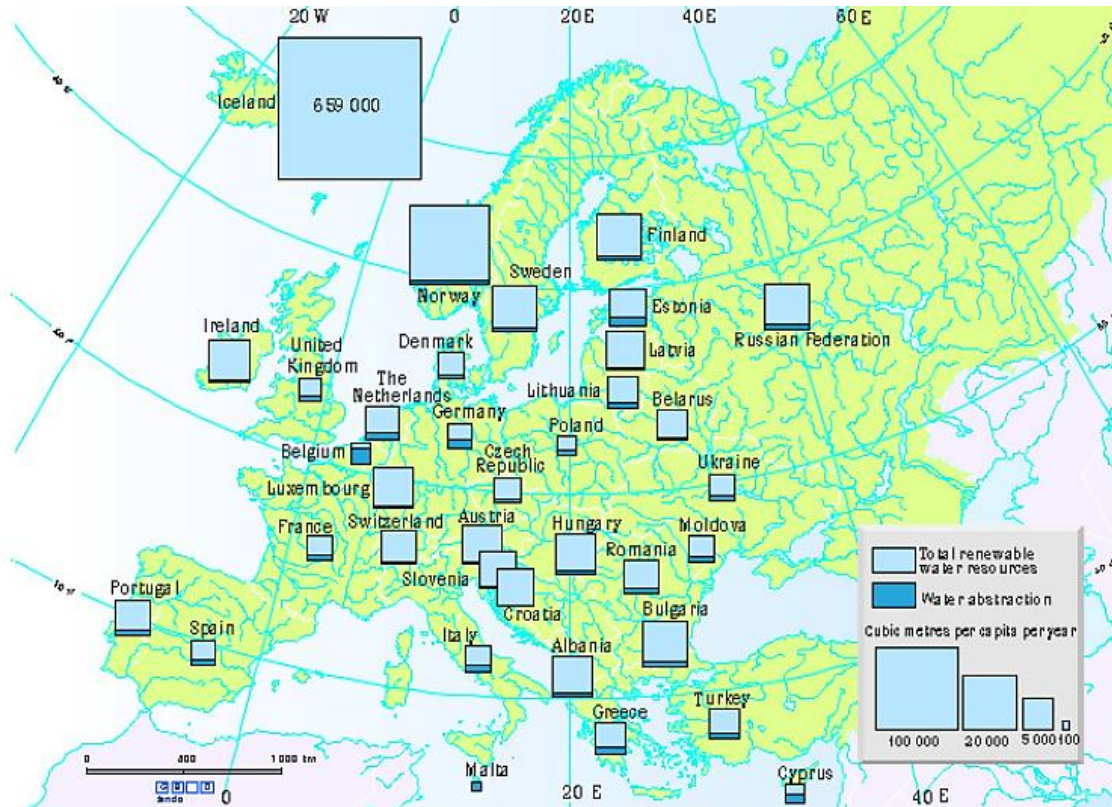 20 W
0
20 E
40 E
60 E
Iceland
659 000
Finland
Sweden
Norway
Estonia
Russian Federation
Ireland
United
Kingdom
Denmark
Latvia
The
Netherlands
Lithuania
Belarus
Germany
Poland
Belgium
Czech
Republic
Ukraine
Luxembourg
Switzerland
Austria
Hungary
Moldova
France
Romania
Slovenia
Croatia
Portugal
Spain
Bulgaria
Italy
Albania
Turkey
Greece
Malta
Cyprus
Total renewable
water resources
Water abstraction
Cubic metres per capits per year
100 000
20 000
5 000
100
0
400
1 000 km
0
20 E
40 E